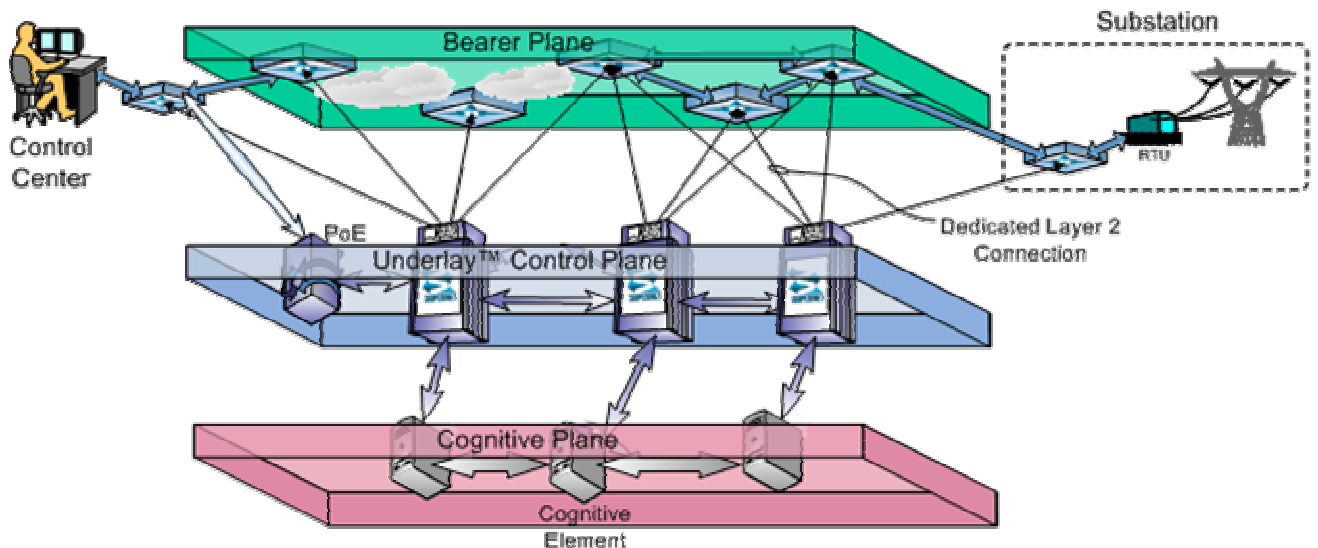 Substation
Bearer Plane
Control
Center
RTU
PoE
Dedicated Layer 2
Connection
Underlay™ Control Plane
Cognitive Plane
Cognitive
Element